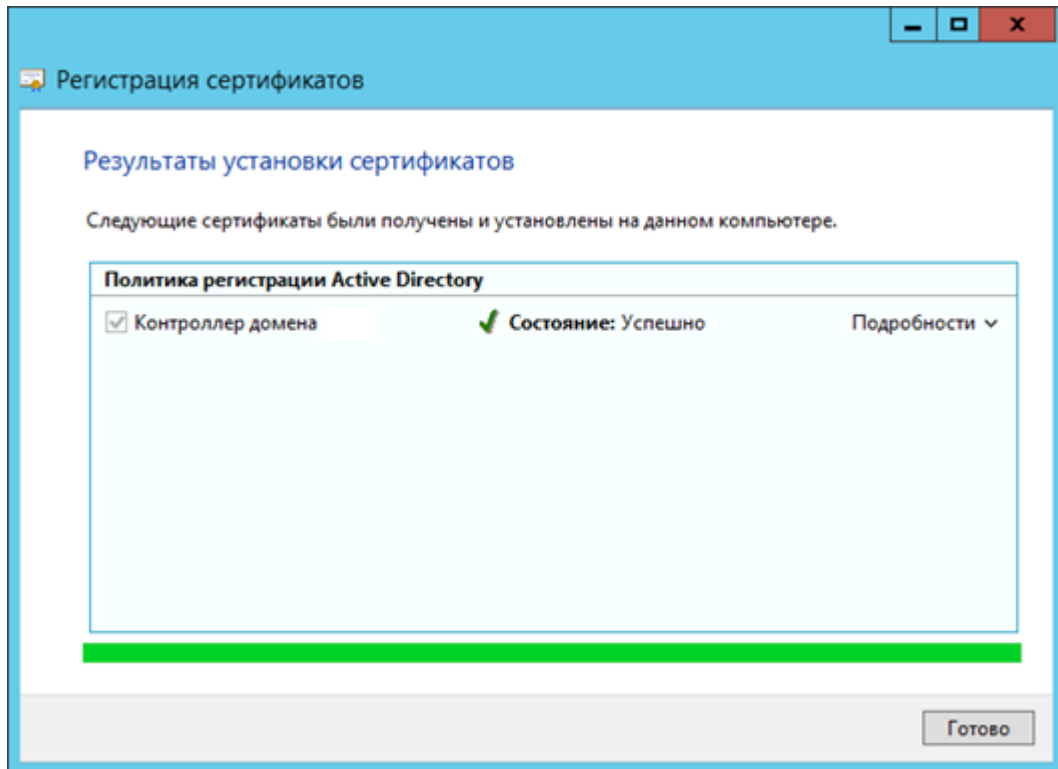 Регистрация сертификатов
Результаты установки сертификатов
Следующие сертификаты были получены и установлены на данном компьютере.
Политика регистрации Active Directory
Контроллер домена Состояние: Успешно Подробности
Готово